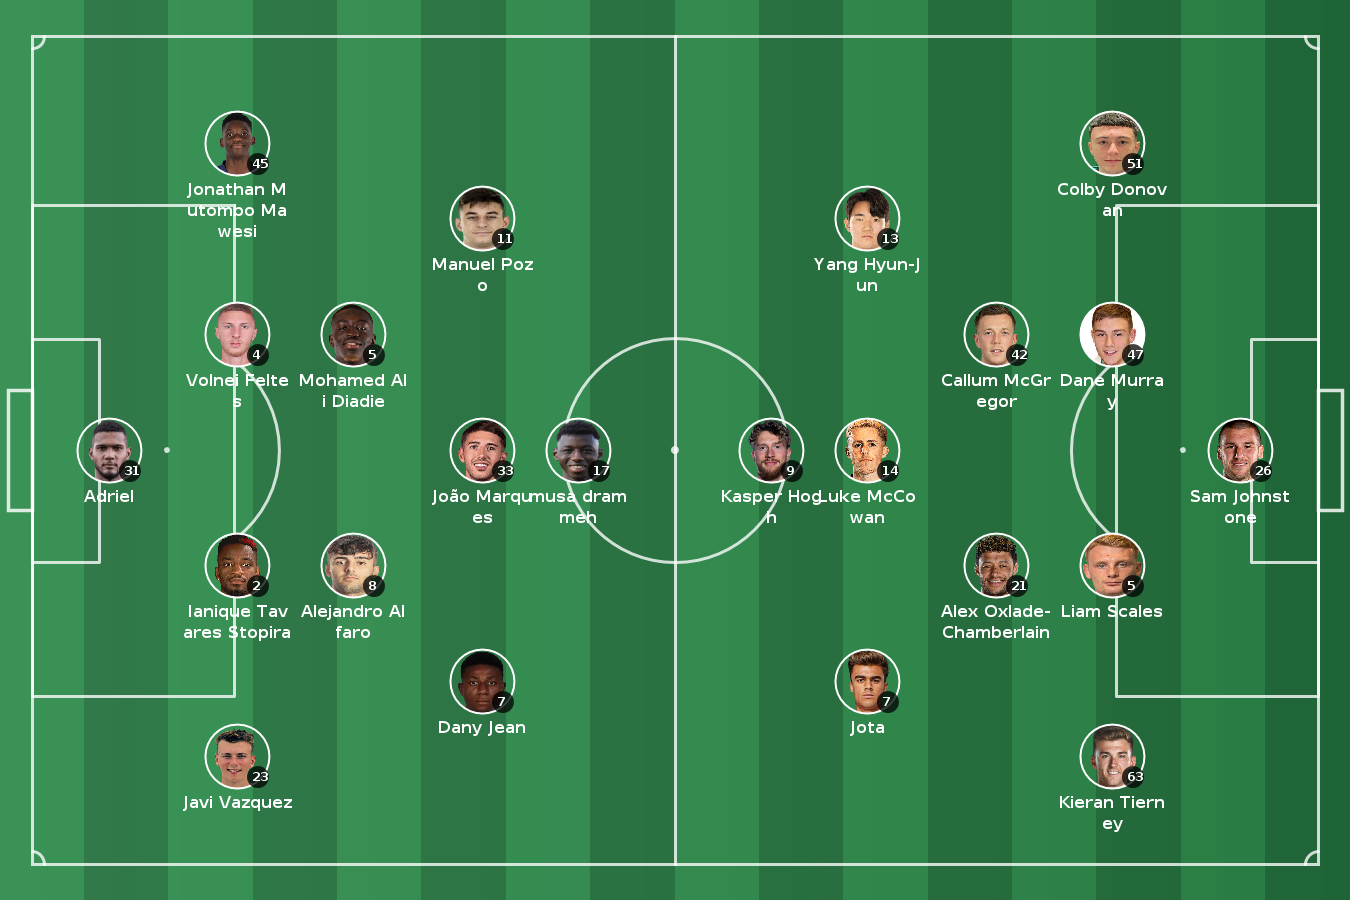 45
Jonathan M
utombo Ma
wesi
51
Colby Donov
an
11
Manuel Poz
o
13
Yang Hyun-J
un
4
Volnei Felte
s
5
Mohamed Al
i Diadie
42
Callum McGr
egor
47
Dane Murra
y
31
Adriel
33
João Marqu
es
17
musa dram
meh
9
Kasper Hog
h
14
Luke McCo
wan
26
Sam Johnst
one
2
Ianique Tav
ares Stopira
8
Alejandro Al
faro
21
Alex Oxlade-
Chamberlain
5
Liam Scales
7
Dany Jean
7
Jota
23
Javi Vazquez
63
Kieran Tiern
ey